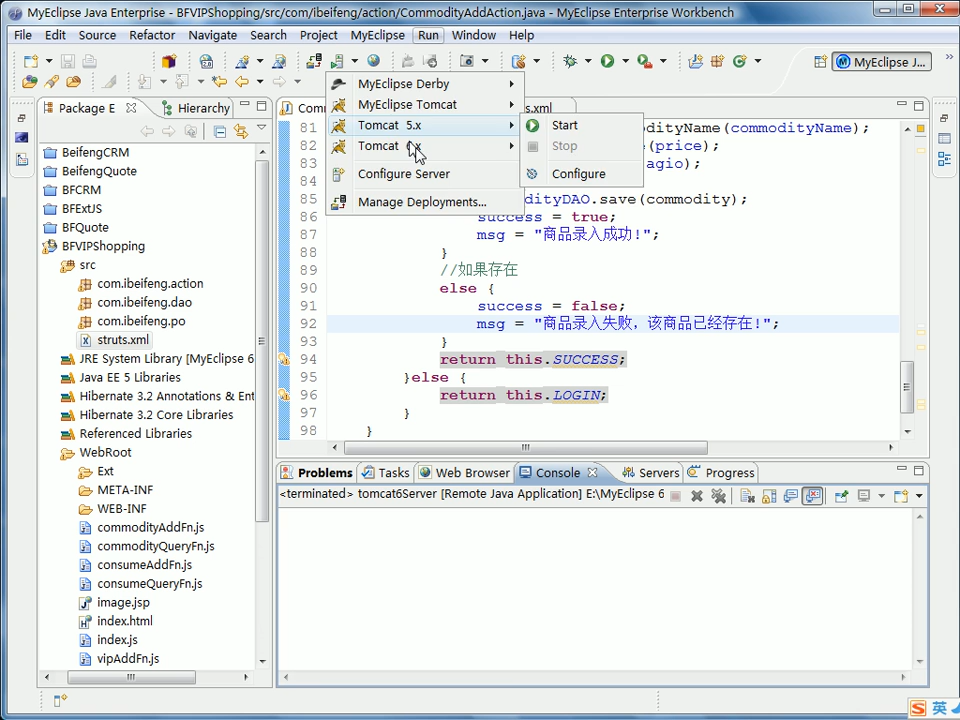 MyEclipse Java Enterprise - BFVIPShopping/src/com/ibeifeng/action/CommodityAddAction.java - MyEclipse Enterprise Workbench
File Edit Source Refactor Navigate Search Project MyEclipse Run Window Help
MyEclipse J...
Package E
Hierarchy
BeifengCRM
BeifengQuote
BFCRM
BFExtJS
BFQuote
BFVIPShopping
src
com.ibeifeng.action
com.ibeifeng.dao
com.ibeifeng.po
struts.xml
JRE System Library [MyEclipse 6
Java EE 5 Libraries
Hibernate 3.2 Annotations & Ent
Hibernate 3.2 Core Libraries
Referenced Libraries
WebRoot
Ext
META-INF
WEB-INF
commodityAddFn.js
commodityQueryFn.js
consumeAddFn.js
consumeQueryFn.js
image.jsp
index.html
index.js
vipAddFn.js
MyEclipse Derby
MyEclipse Tomcat
Tomcat 5.x
Tomcat
Configure Server
Manage Deployments...
Start
Stop
Configure
Com
s.xml
81 odityName(commodityName);
82 (price);
83 agio);
84
85 odityDAO.save(commodity);
86 success = true;
87 msg = "商品录入成功!";
88 }
89 //如果存在
90 else {
91 success = false;
92 msg = "商品录入失败，该商品已经存在!";
93 }
94 return this.SUCCESS;
95 }else {
96 return this.LOGIN;
97 }
98 }
Problems Tasks Web Browser Console Servers Progress
<terminated> tomcat6Server [Remote Java Application] E:\MyEclipse 6
英